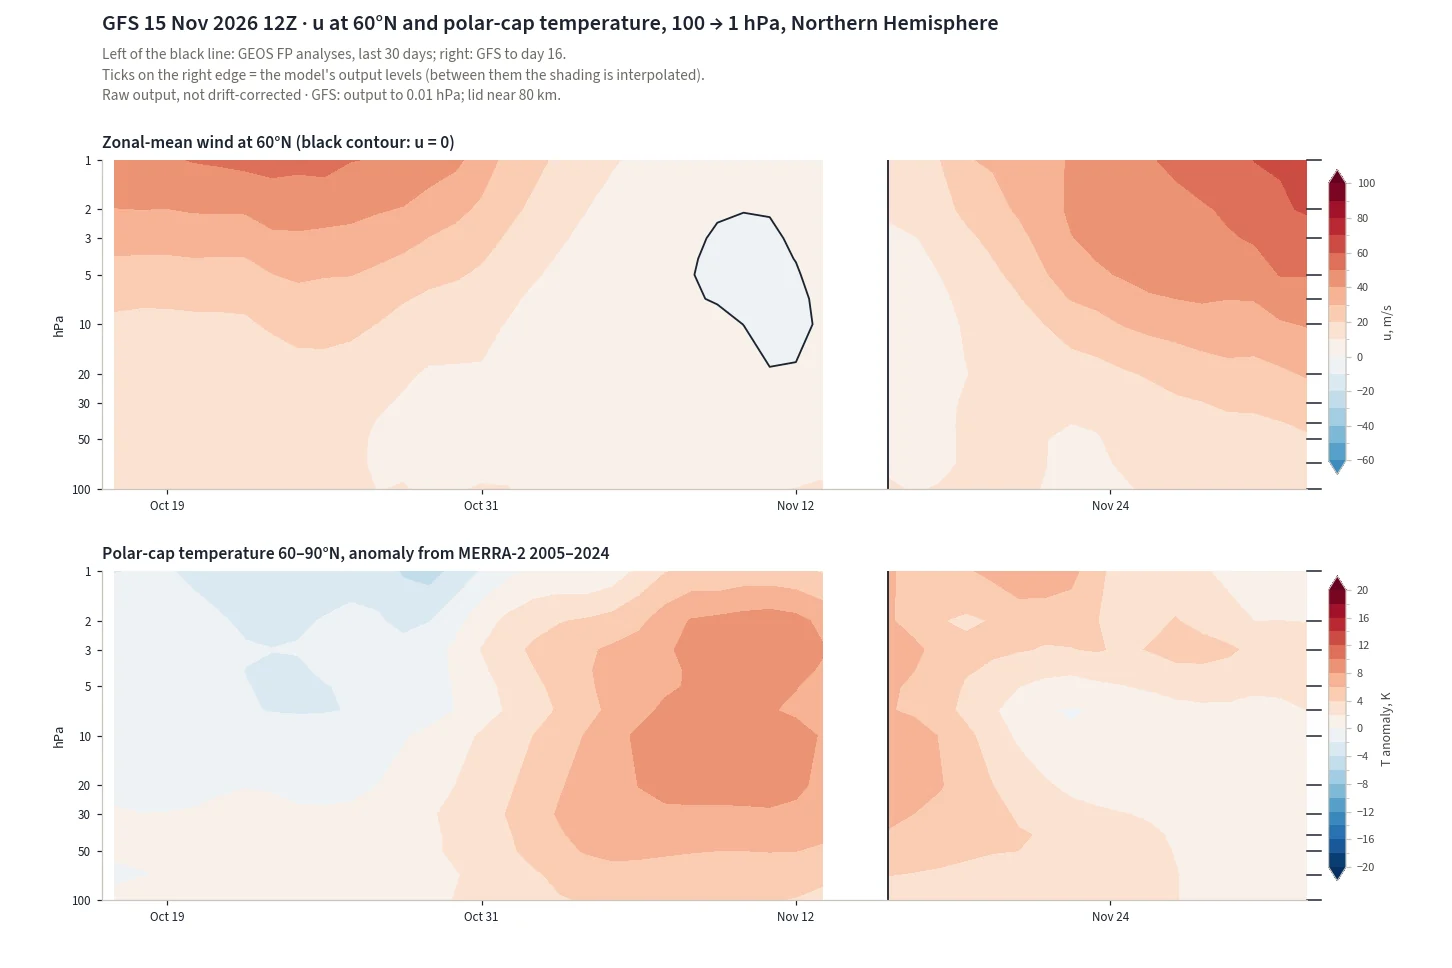 GFS 15 Nov 2026 12Z · u at 60°N and polar-cap temperature, 100 → 1 hPa, Northern Hemisphere
Left of the black line: GEOS FP analyses, last 30 days; right: GFS to day 16.
Ticks on the right edge = the model's output levels (between them the shading is interpolated).
Raw output, not drift-corrected · GFS: output to 0.01 hPa; lid near 80 km.
Zonal-mean wind at 60°N (black contour: u = 0)
1
2
3
5
10
20
30
50
100
hPa
Oct 19
Oct 31
Nov 12
Nov 24
100
80
60
40
20
0
−20
−40
−60
u, m/s
Polar-cap temperature 60–90°N, anomaly from MERRA-2 2005–2024
1
2
3
5
10
20
30
50
100
hPa
Oct 19
Oct 31
Nov 12
Nov 24
20
16
12
8
4
0
−4
−8
−12
−16
−20
T anomaly, K